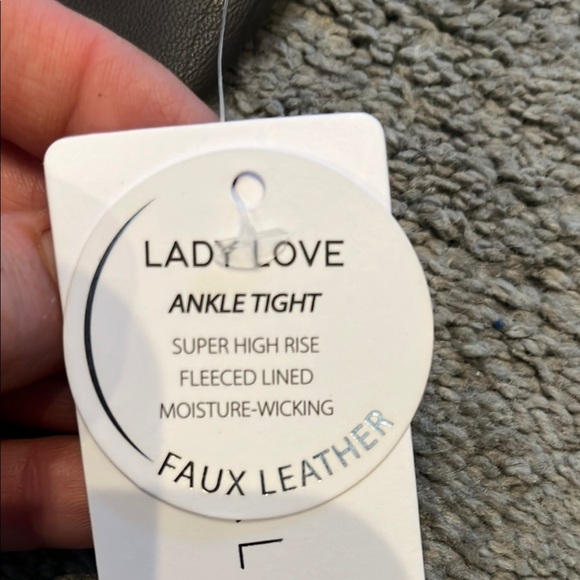 LADY LOVE
ANKLE TIGHT
SUPER HIGH RISE
FLEECED LINED
MOISTURE-WICKING
FAUX LEATHER